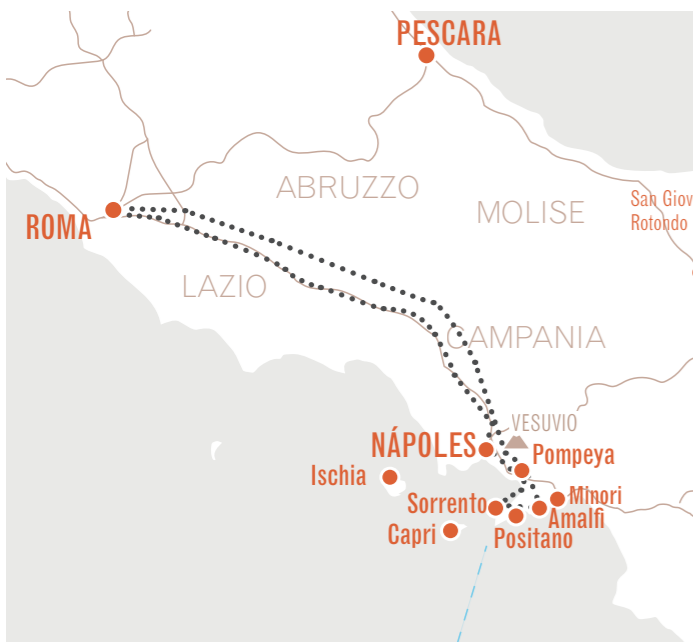 PESCARA
ABRUZZO
MOLISE
San Giov
Rotondo
ROMA
LAZIO
CAMPANIA
VESUVIO
NÁPOLES
Pompeya
Ischia
Minori
Sorrento
Amalfi
Capri
Positano